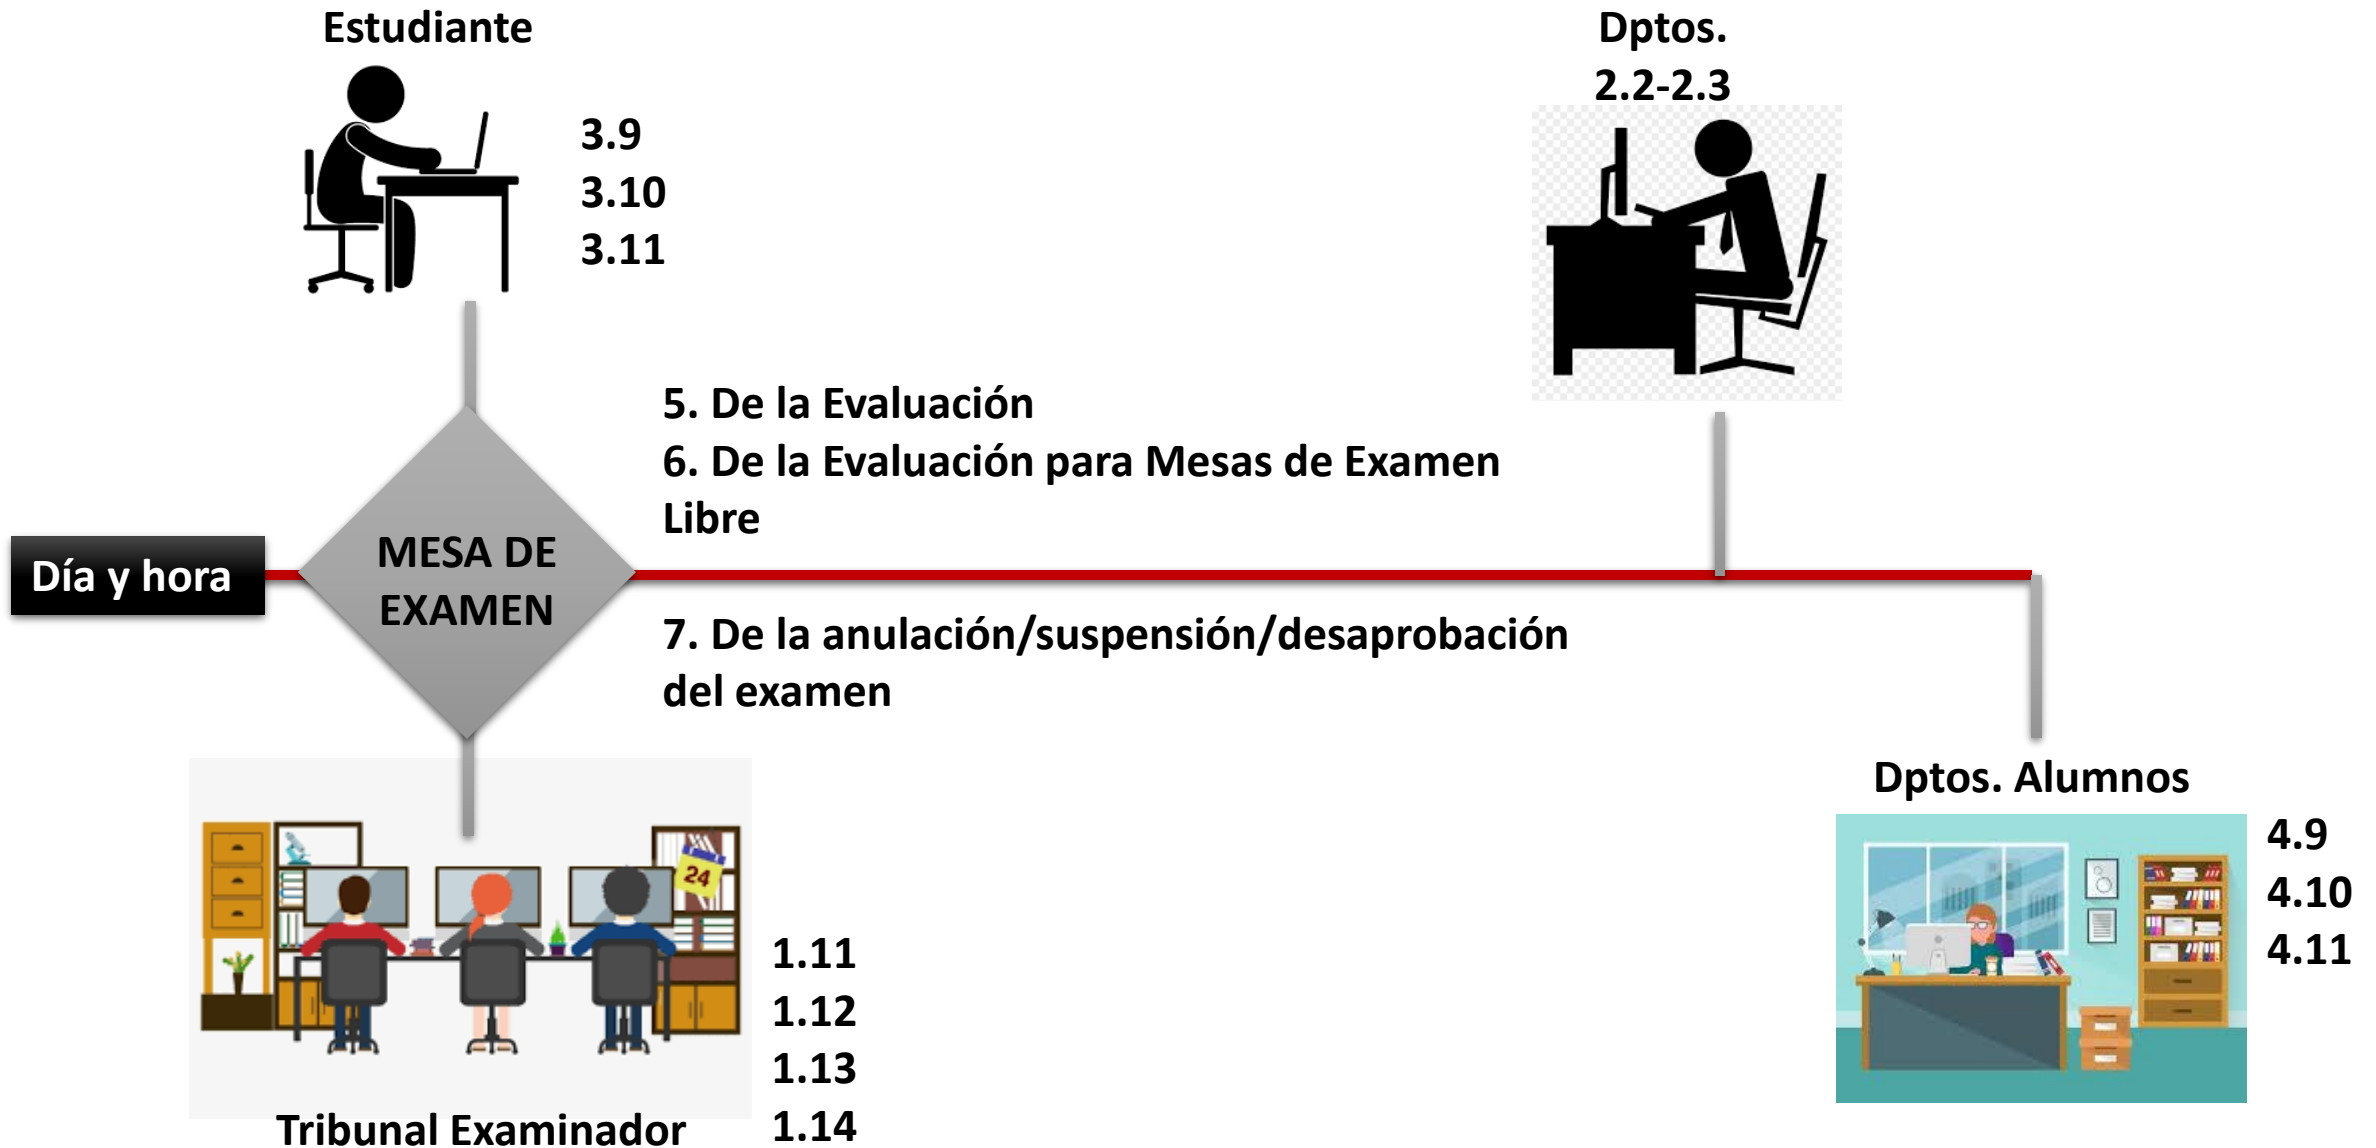 Estudiante
3.9
3.10
3.11
Dptos.
2.2-2.3
5. De la Evaluación
6. De la Evaluación para Mesas de Examen
Libre
Día y hora
MESA DE
EXAMEN
7. De la anulación/suspensión/desaprobación
del examen
24
Tribunal Examinador
1.11
1.12
1.13
1.14
Dptos. Alumnos
4.9
4.10
4.11